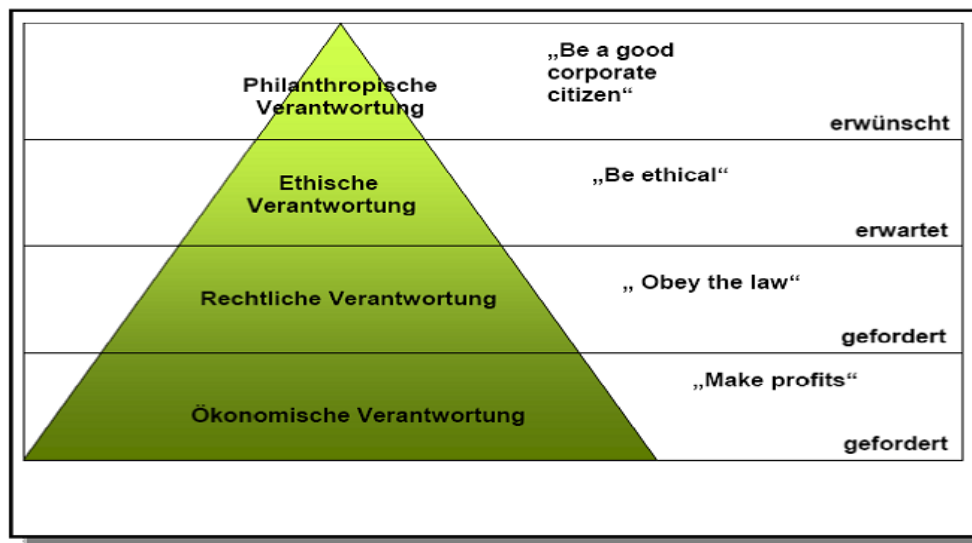 Philanthropische
Verantwortung
„Be a good
corporate
citizen“
erwünscht
Ethische
Verantwortung
„Be ethical“
erwartet
Rechtliche Verantwortung
„ Obey the law“
gefordert
Ökonomische Verantwortung
„Make profits“
gefordert